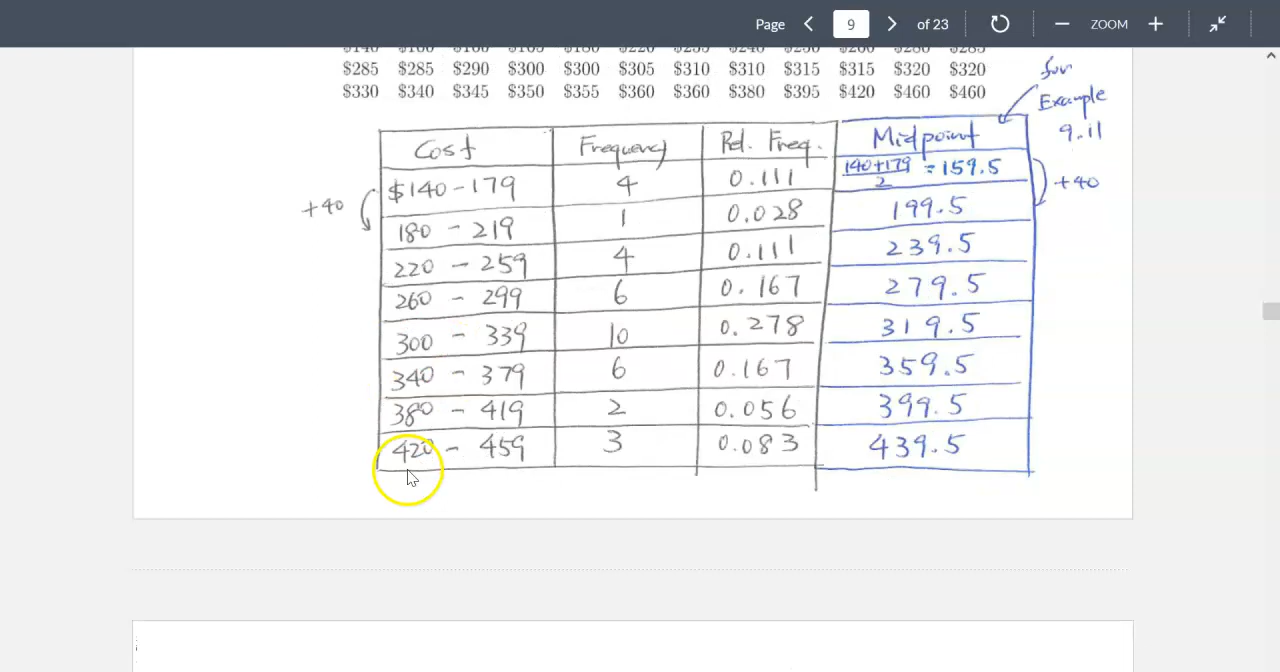 Page 9 of 23 ZOOM
$285 $285 $290 $300 $300 $305 $310 $310 $315 $315 $320 $320
$330 $340 $345 $350 $355 $360 $360 $380 $395 $420 $460 $460
for
Example
9.11
Cost Frequency Rel. Freq. Midpoint
$140 - 179 4 0.111 140+179/2 = 159.5
+40 +40
180 - 219 1 0.028 199.5
220 - 259 4 0.111 239.5
260 - 299 6 0.167 279.5
300 - 339 10 0.278 319.5
340 - 379 6 0.167 359.5
380 - 419 2 0.056 399.5
420 - 459 3 0.083 439.5